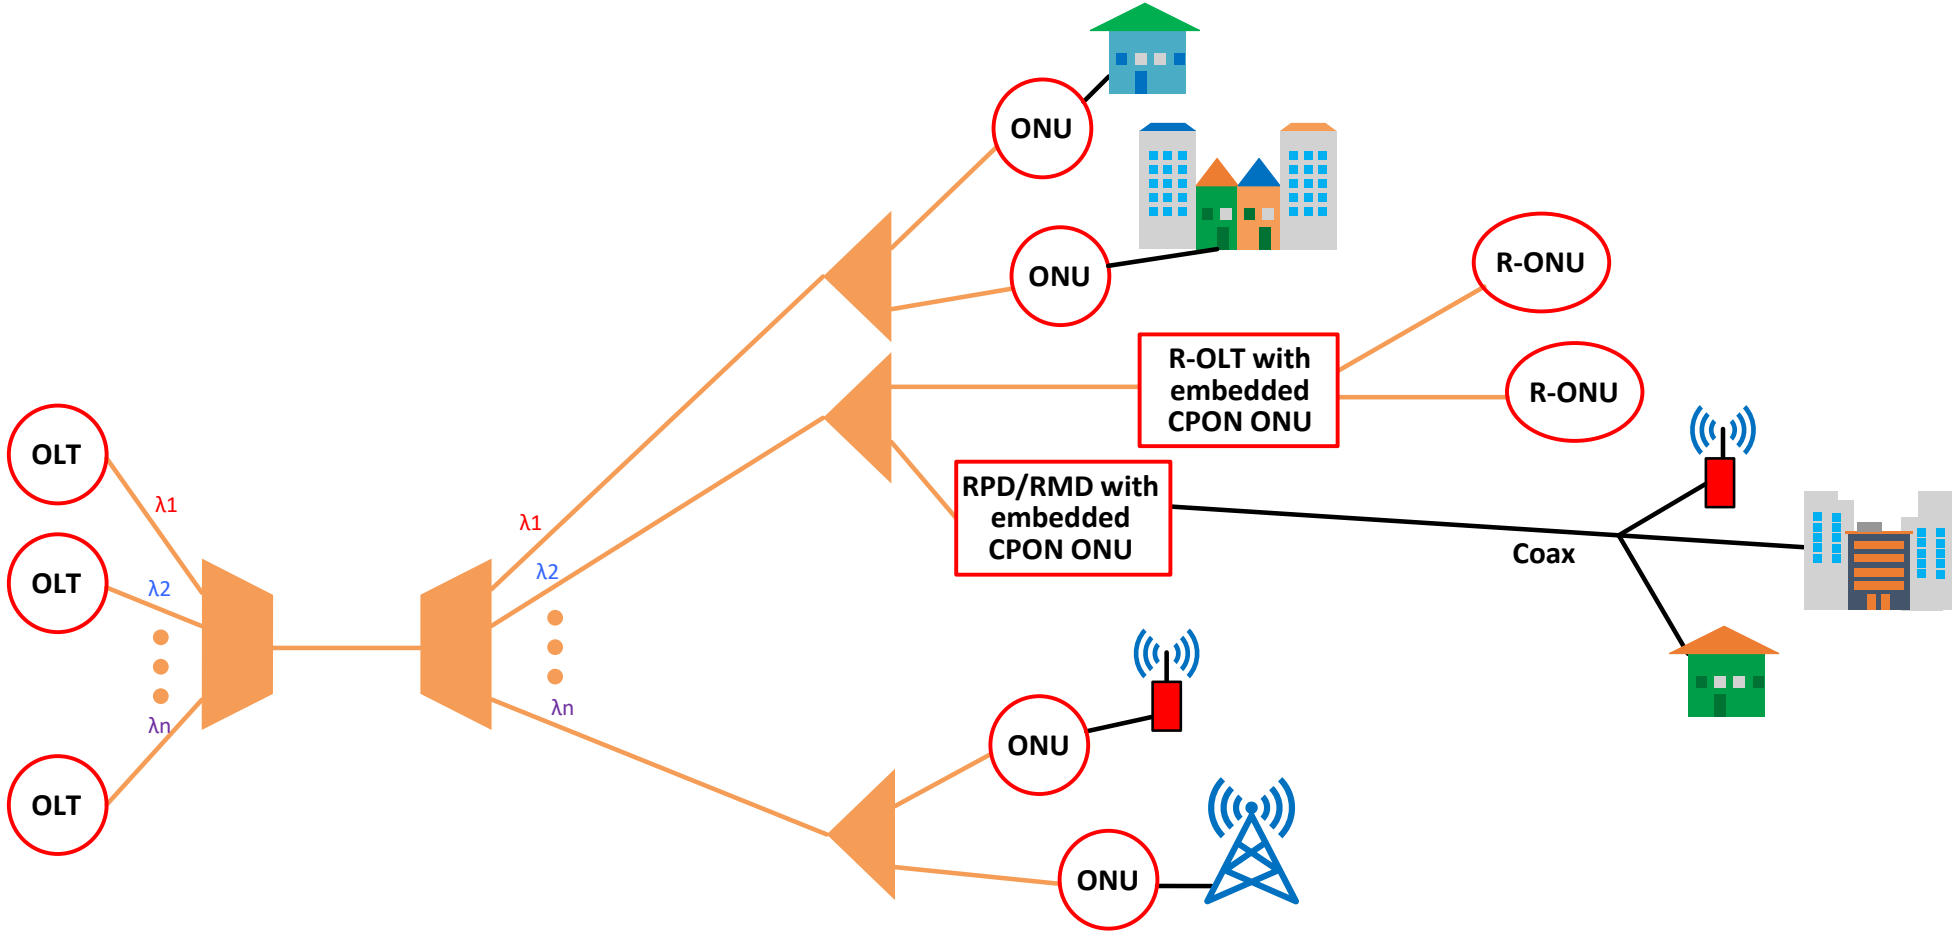 ONU
ONU
R-ONU
R-OLT with
embedded
CPON ONU
R-ONU
OLT
λ1
RPD/RMD with
embedded
CPON ONU
λ1
Coax
OLT
λ2
λ2
λn
λn
ONU
OLT
ONU